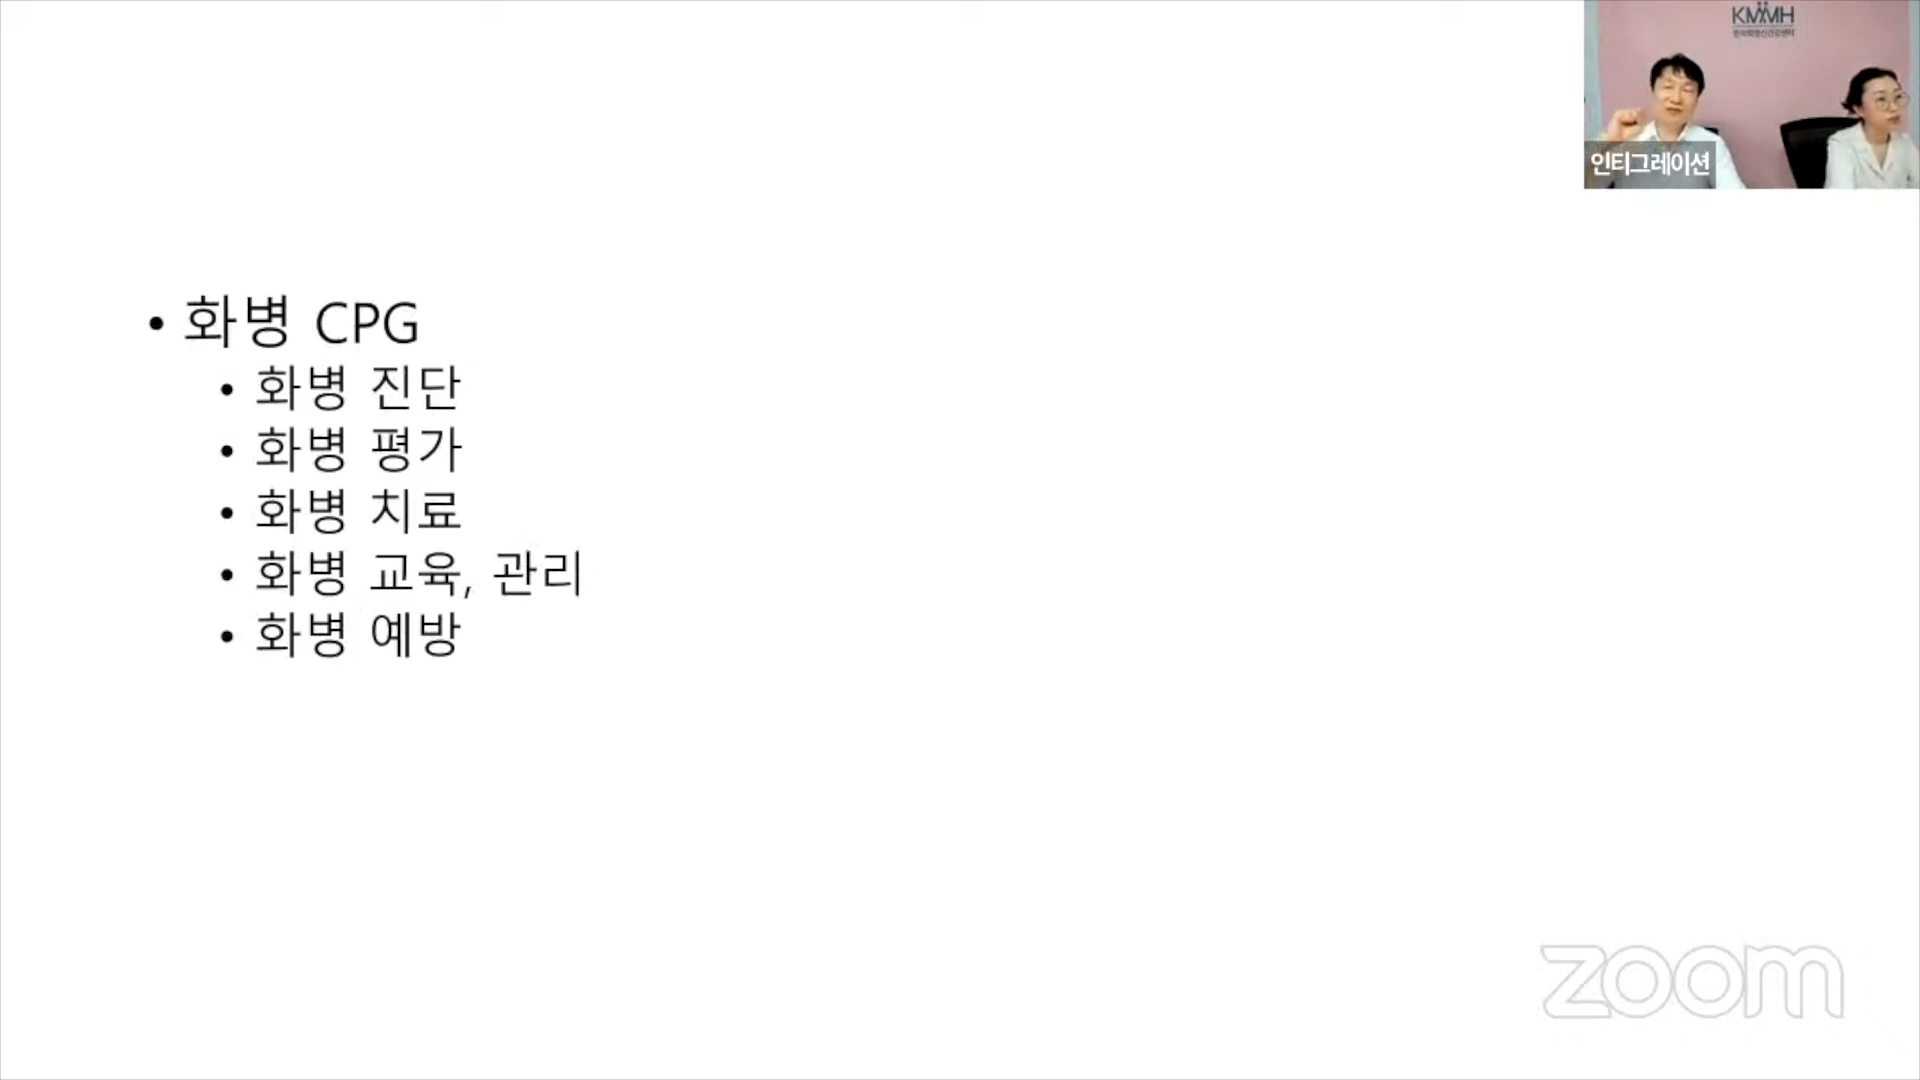 KMMH
인티그레이션
• 화병 CPG
• 화병 진단
• 화병 평가
• 화병 치료
• 화병 교육, 관리
• 화병 예방
zoom